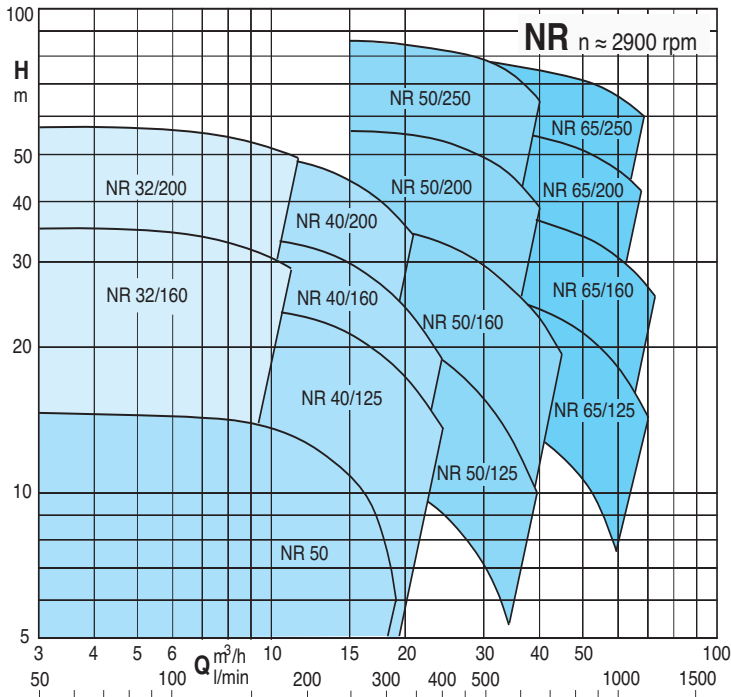 100
NR n ≈ 2900 rpm
H
m
NR 50/250
NR 65/250
50
NR 32/200
NR 50/200
NR 65/200
40
NR 40/200
30
NR 32/160
NR 40/160
NR 65/160
NR 50/160
20
NR 40/125
NR 65/125
NR 50/125
10
NR 50
5
3 4 5 6 10 15 20 30 40 50 100
Q m³/h
l/min
50 100 200 300 400 500 1000 1500